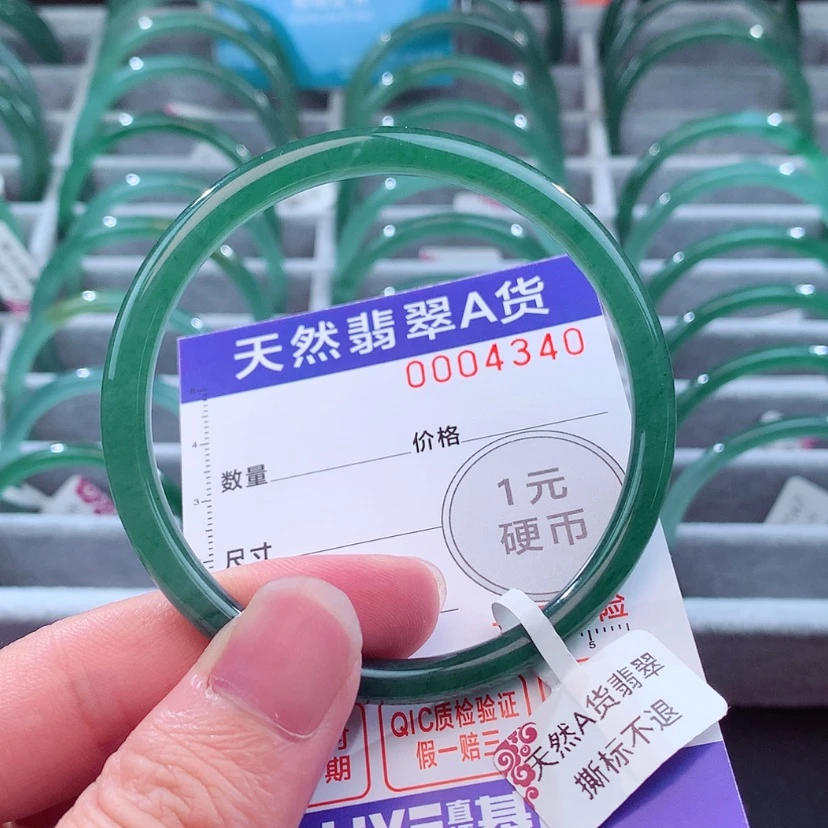 天然翡翠A货
0004340
价格
数量
1元
硬币
尺寸
QIC质检验证
假一赔三
期
天然A货翡翠
撕标不退